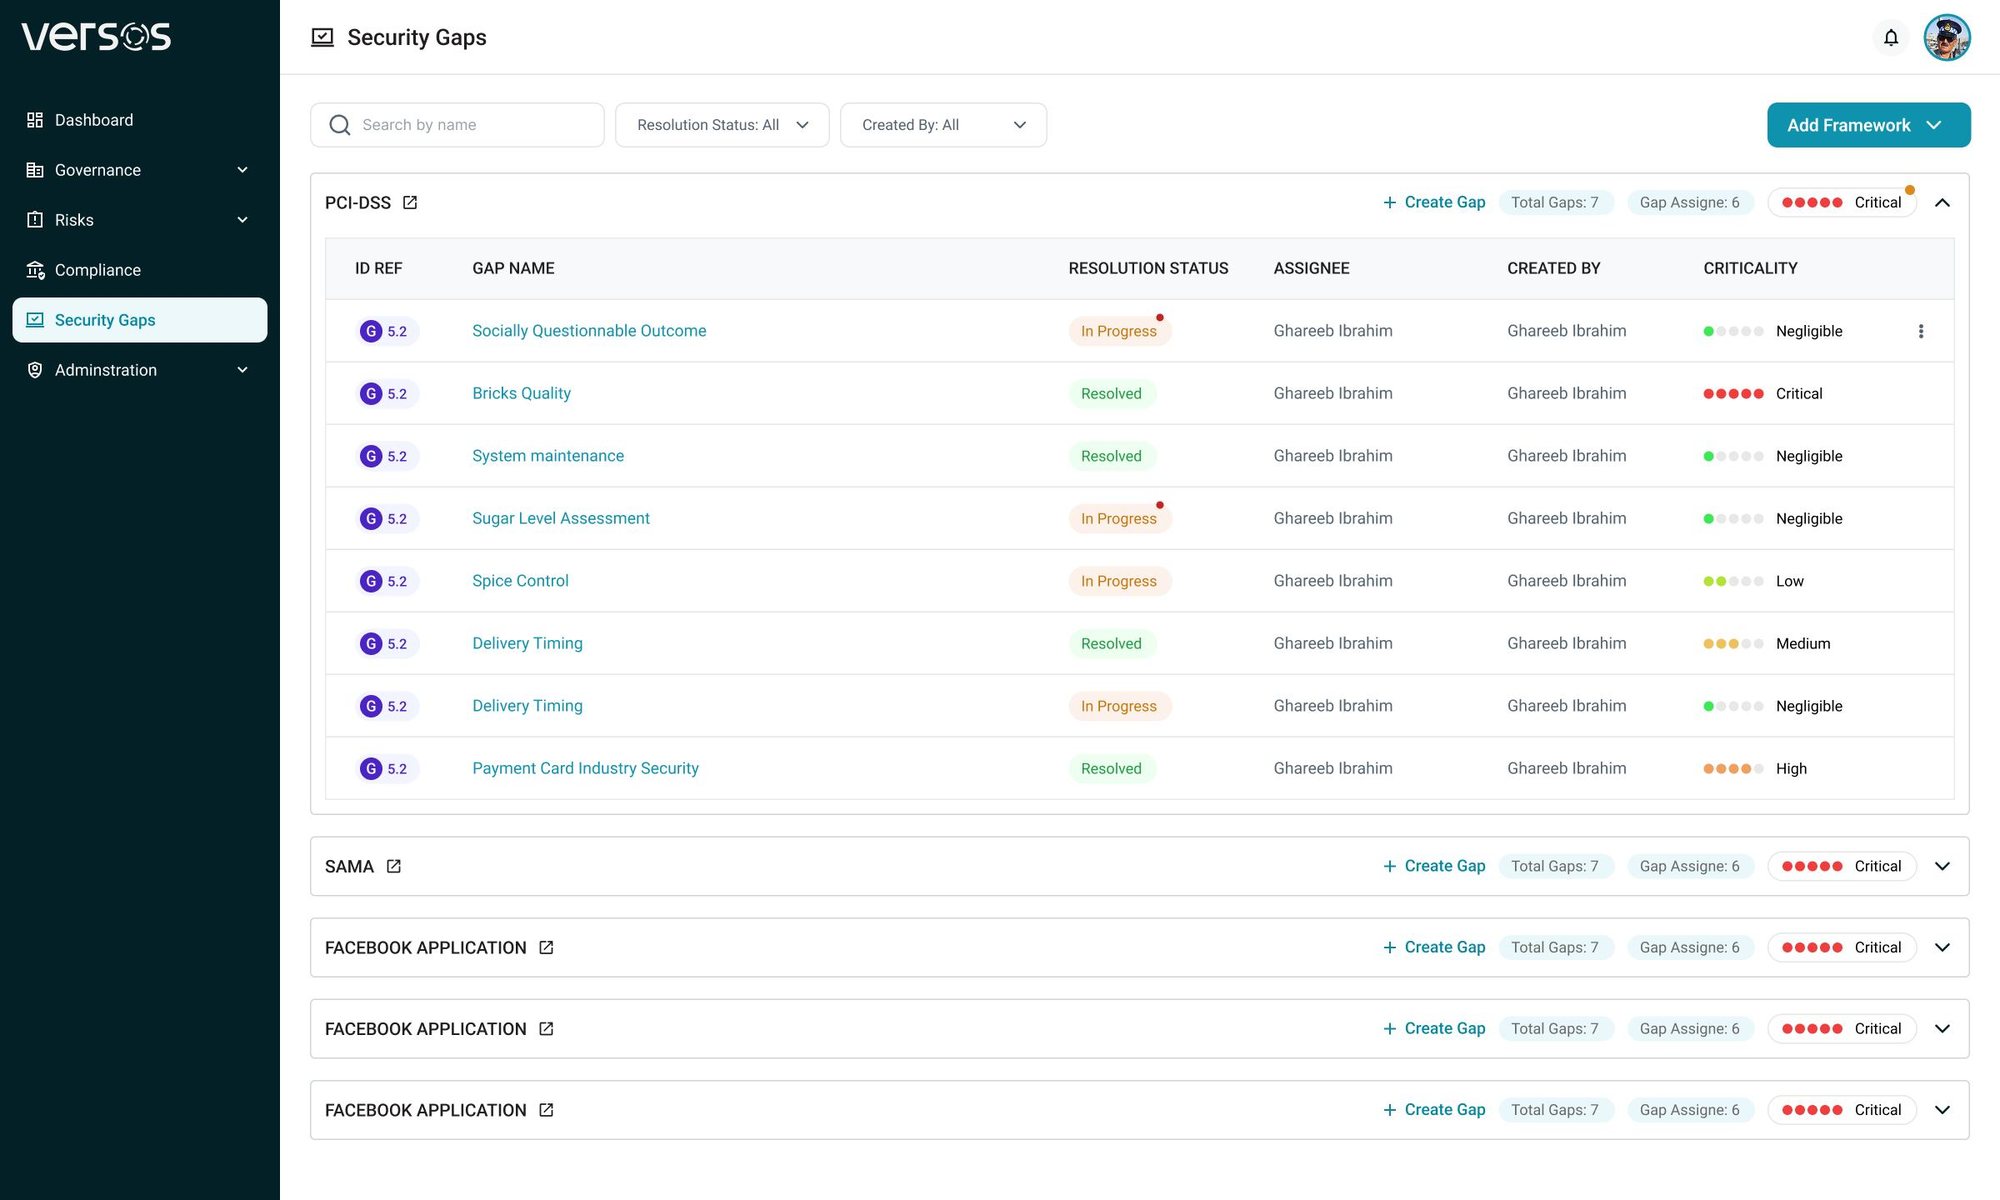 versos
Security Gaps
Dashboard
Governance
Risks
Compliance
Security Gaps
Adminstration
Search by name
Resolution Status: All
Created By: All
Add Framework
PCI-DSS
+ Create Gap
Total Gaps: 7
Gap Assigne: 6
Critical
ID REF GAP NAME RESOLUTION STATUS ASSIGNEE CREATED BY CRITICALITY
G 5.2 Socially Questionnable Outcome In Progress Ghareeb Ibrahim Ghareeb Ibrahim Negligible
G 5.2 Bricks Quality Resolved Ghareeb Ibrahim Ghareeb Ibrahim Critical
G 5.2 System maintenance Resolved Ghareeb Ibrahim Ghareeb Ibrahim Negligible
G 5.2 Sugar Level Assessment In Progress Ghareeb Ibrahim Ghareeb Ibrahim Negligible
G 5.2 Spice Control In Progress Ghareeb Ibrahim Ghareeb Ibrahim Low
G 5.2 Delivery Timing Resolved Ghareeb Ibrahim Ghareeb Ibrahim Medium
G 5.2 Delivery Timing In Progress Ghareeb Ibrahim Ghareeb Ibrahim Negligible
G 5.2 Payment Card Industry Security Resolved Ghareeb Ibrahim Ghareeb Ibrahim High
SAMA + Create Gap Total Gaps: 7 Gap Assigne: 6 Critical
FACEBOOK APPLICATION + Create Gap Total Gaps: 7 Gap Assigne: 6 Critical
FACEBOOK APPLICATION + Create Gap Total Gaps: 7 Gap Assigne: 6 Critical
FACEBOOK APPLICATION + Create Gap Total Gaps: 7 Gap Assigne: 6 Critical